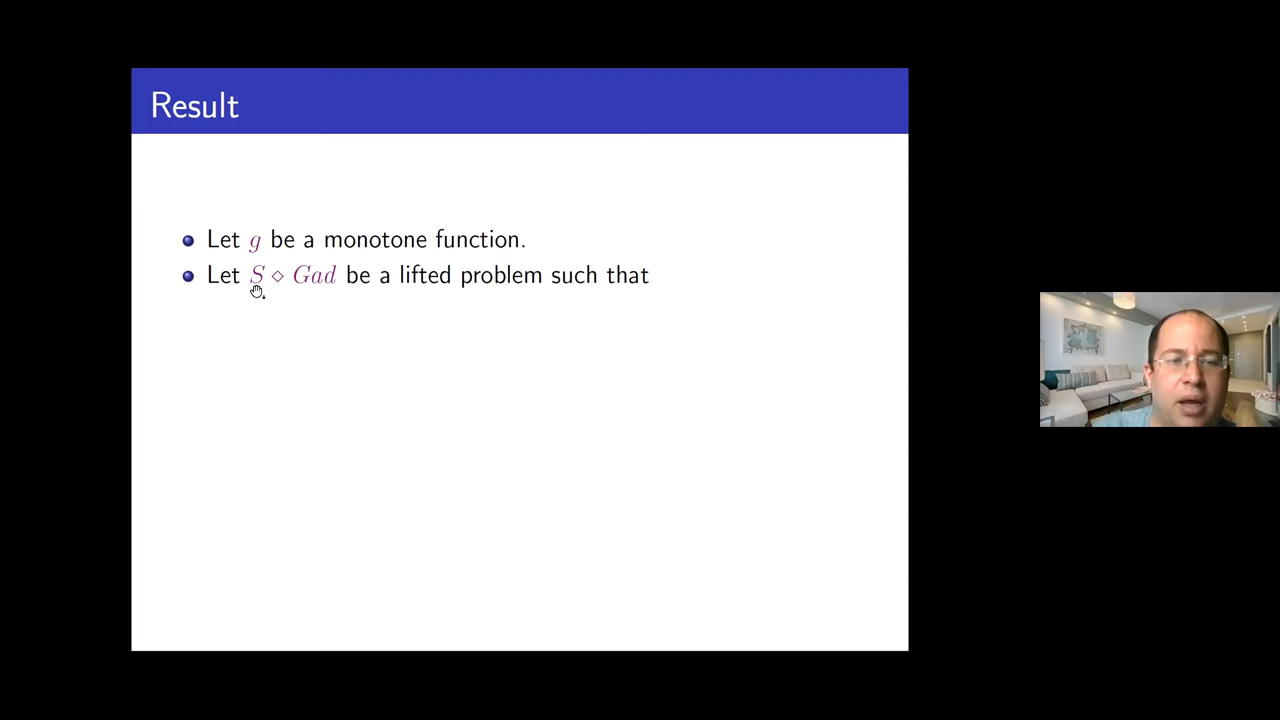 Result
Let g be a monotone function.
Let S ⋄ Gad be a lifted problem such that